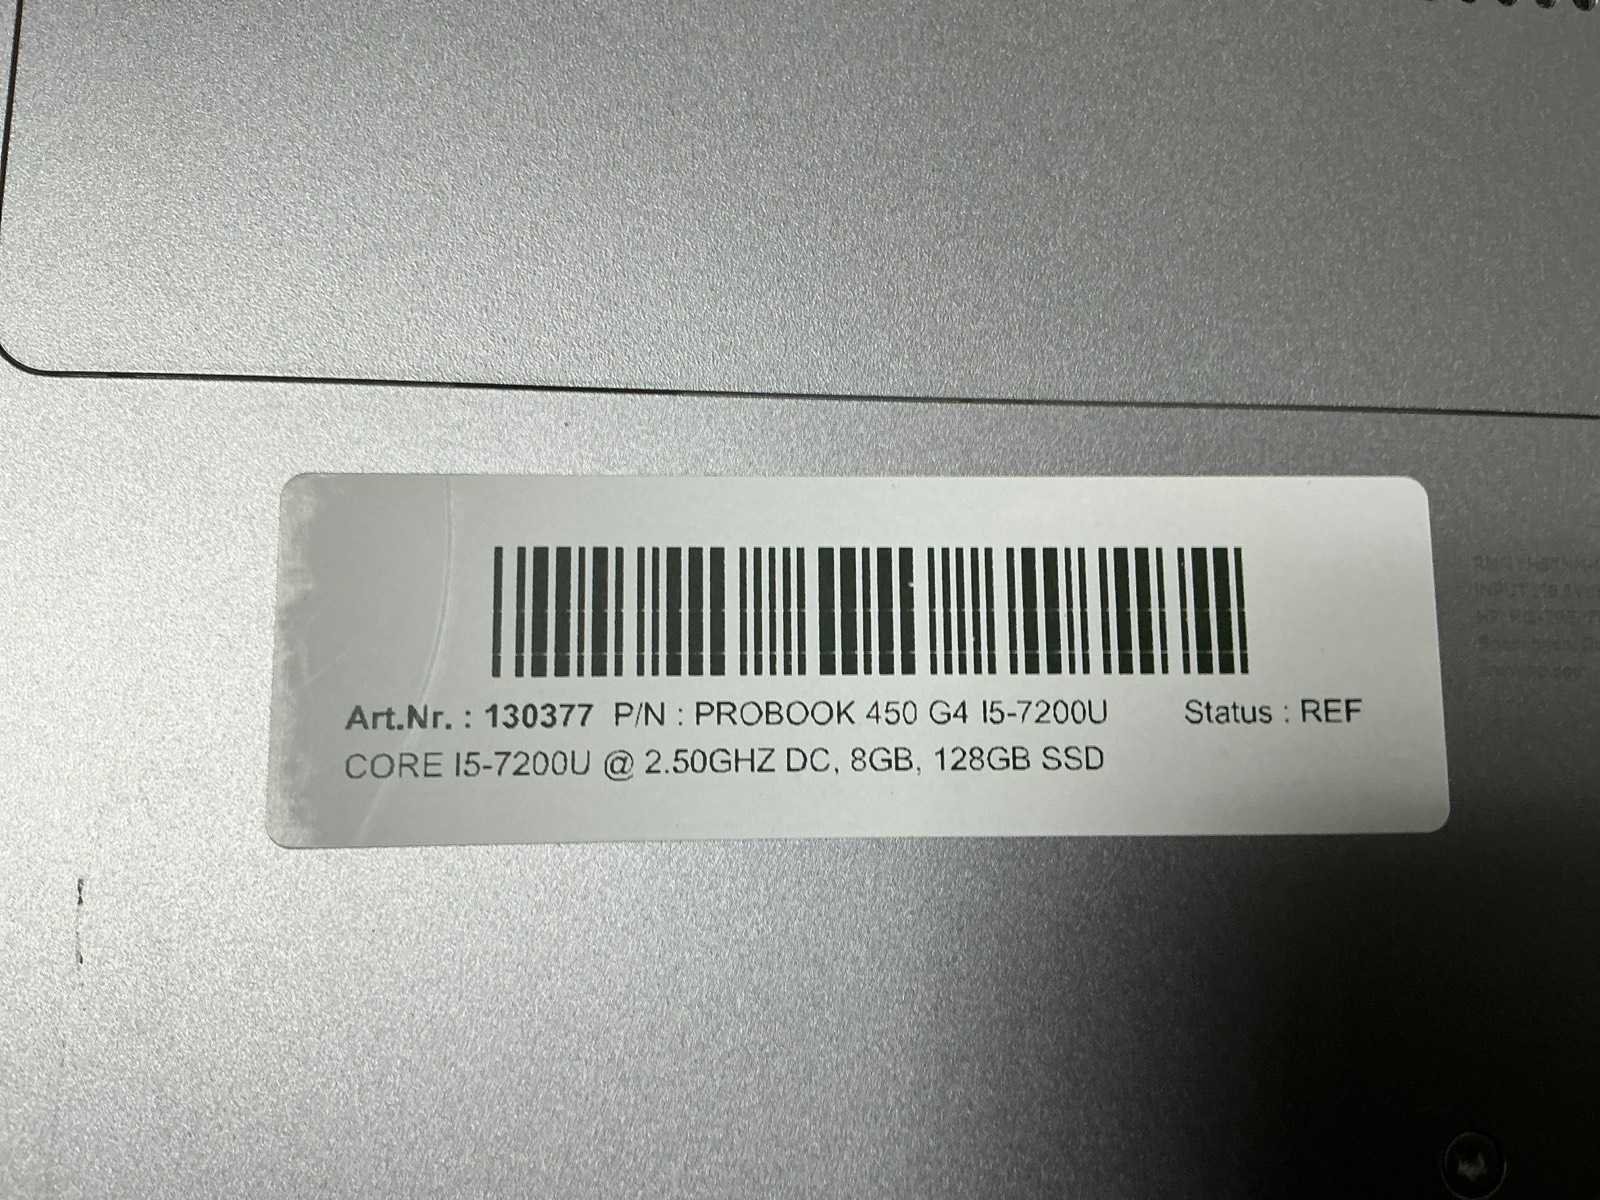 Art.Nr. : 130377 P/N : PROBOOK 450 G4 I5-7200U Status : REF
CORE I5-7200U @ 2.50GHZ DC, 8GB, 128GB SSD